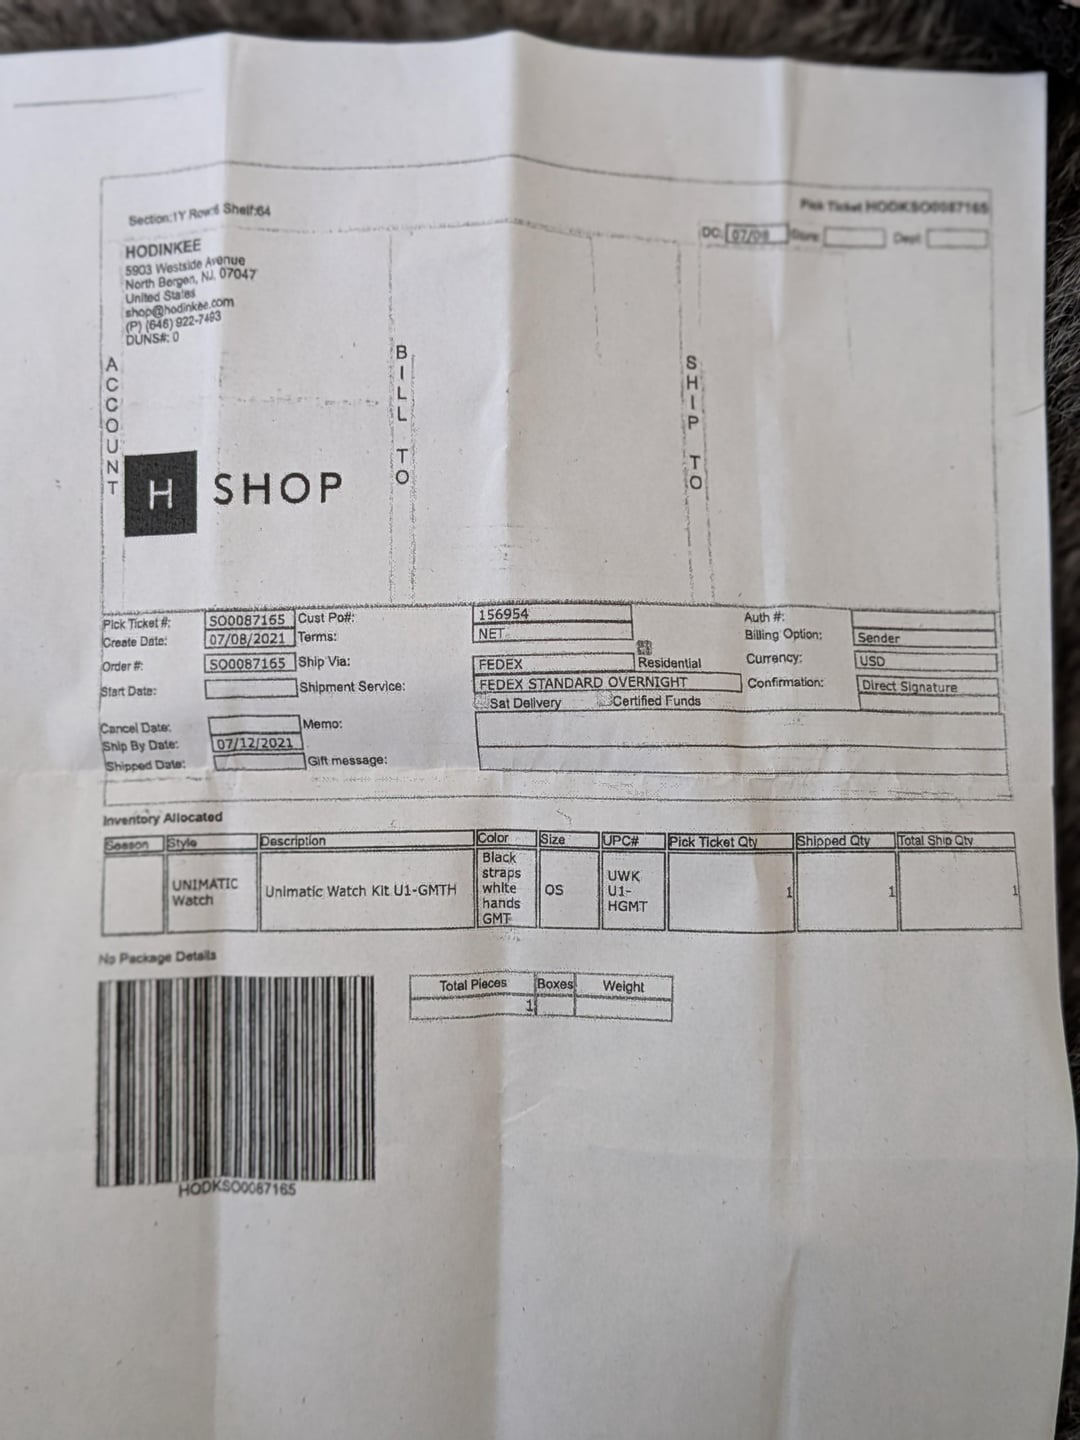 Section:1Y Row:6 Shelf:64
Pick Ticket HODKSO0087165
DC: 07/08 Store: Dept:
HODINKEE
5903 Westside Avenue
North Bergen, NJ, 07047
United States
shop@hodinkee.com
(P) (646) 922-7493
DUNS#: 0
ACCOUNT
BILL TO
SHIP TO
H SHOP
Pick Ticket #: SO0087165 Cust Po#: 156954 Auth #:
Create Date: 07/08/2021 Terms: NET Billing Option: Sender
Order #: SO0087165 Ship Via: FEDEX Residential Currency: USD
Start Date: Shipment Service: FEDEX STANDARD OVERNIGHT Confirmation: Direct Signature
Sat Delivery Certified Funds
Cancel Date: Memo:
Ship By Date: 07/12/2021
Shipped Date: Gift message:
Inventory Allocated
Season Style Description Color Size UPC# Pick Ticket Qty Shipped Qty Total Ship Qty
UNIMATIC Watch Unimatic Watch Kit U1-GMTH Black straps white hands GMT OS UWK U1-HGMT 1 1 1
No Package Details
Total Pieces Boxes Weight
1
HODKSO0087165